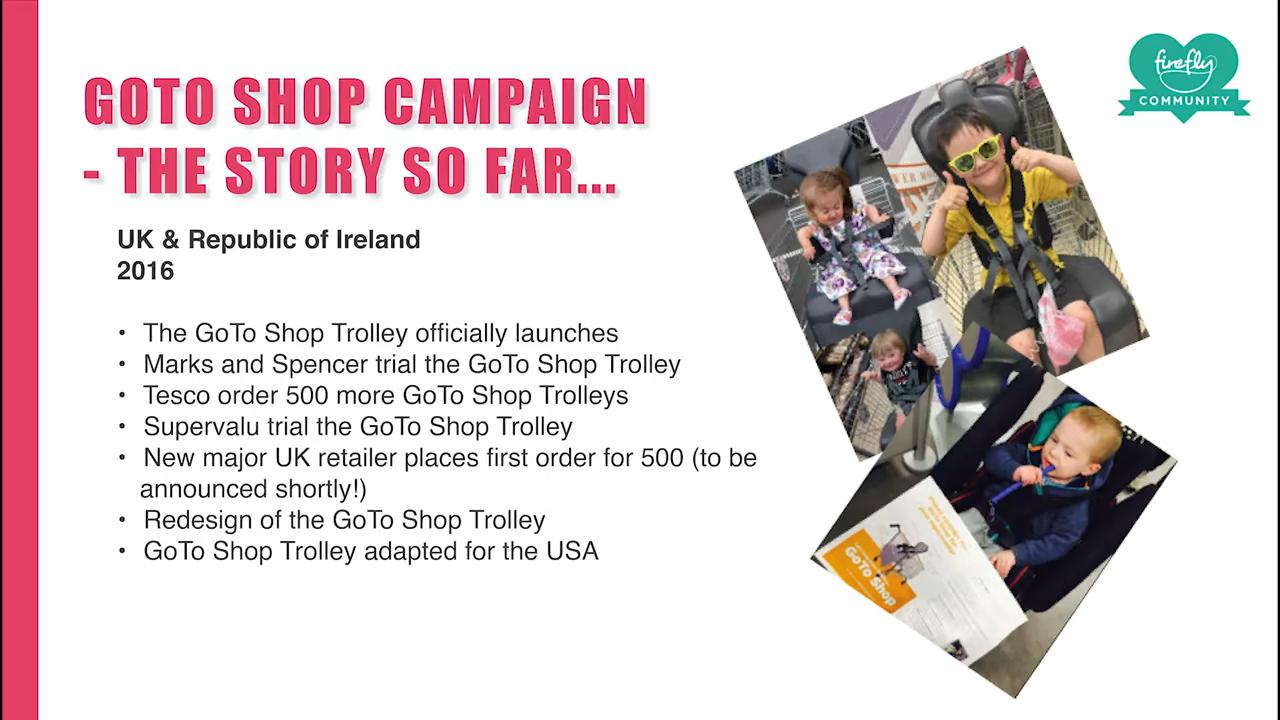 GOTO SHOP CAMPAIGN
- THE STORY SO FAR...
UK & Republic of Ireland
2016
• The GoTo Shop Trolley officially launches
• Marks and Spencer trial the GoTo Shop Trolley
• Tesco order 500 more GoTo Shop Trolleys
• Supervalu trial the GoTo Shop Trolley
• New major UK retailer places first order for 500 (to be
announced shortly!)
• Redesign of the GoTo Shop Trolley
• GoTo Shop Trolley adapted for the USA
firefly
COMMUNITY
GoTo Shop